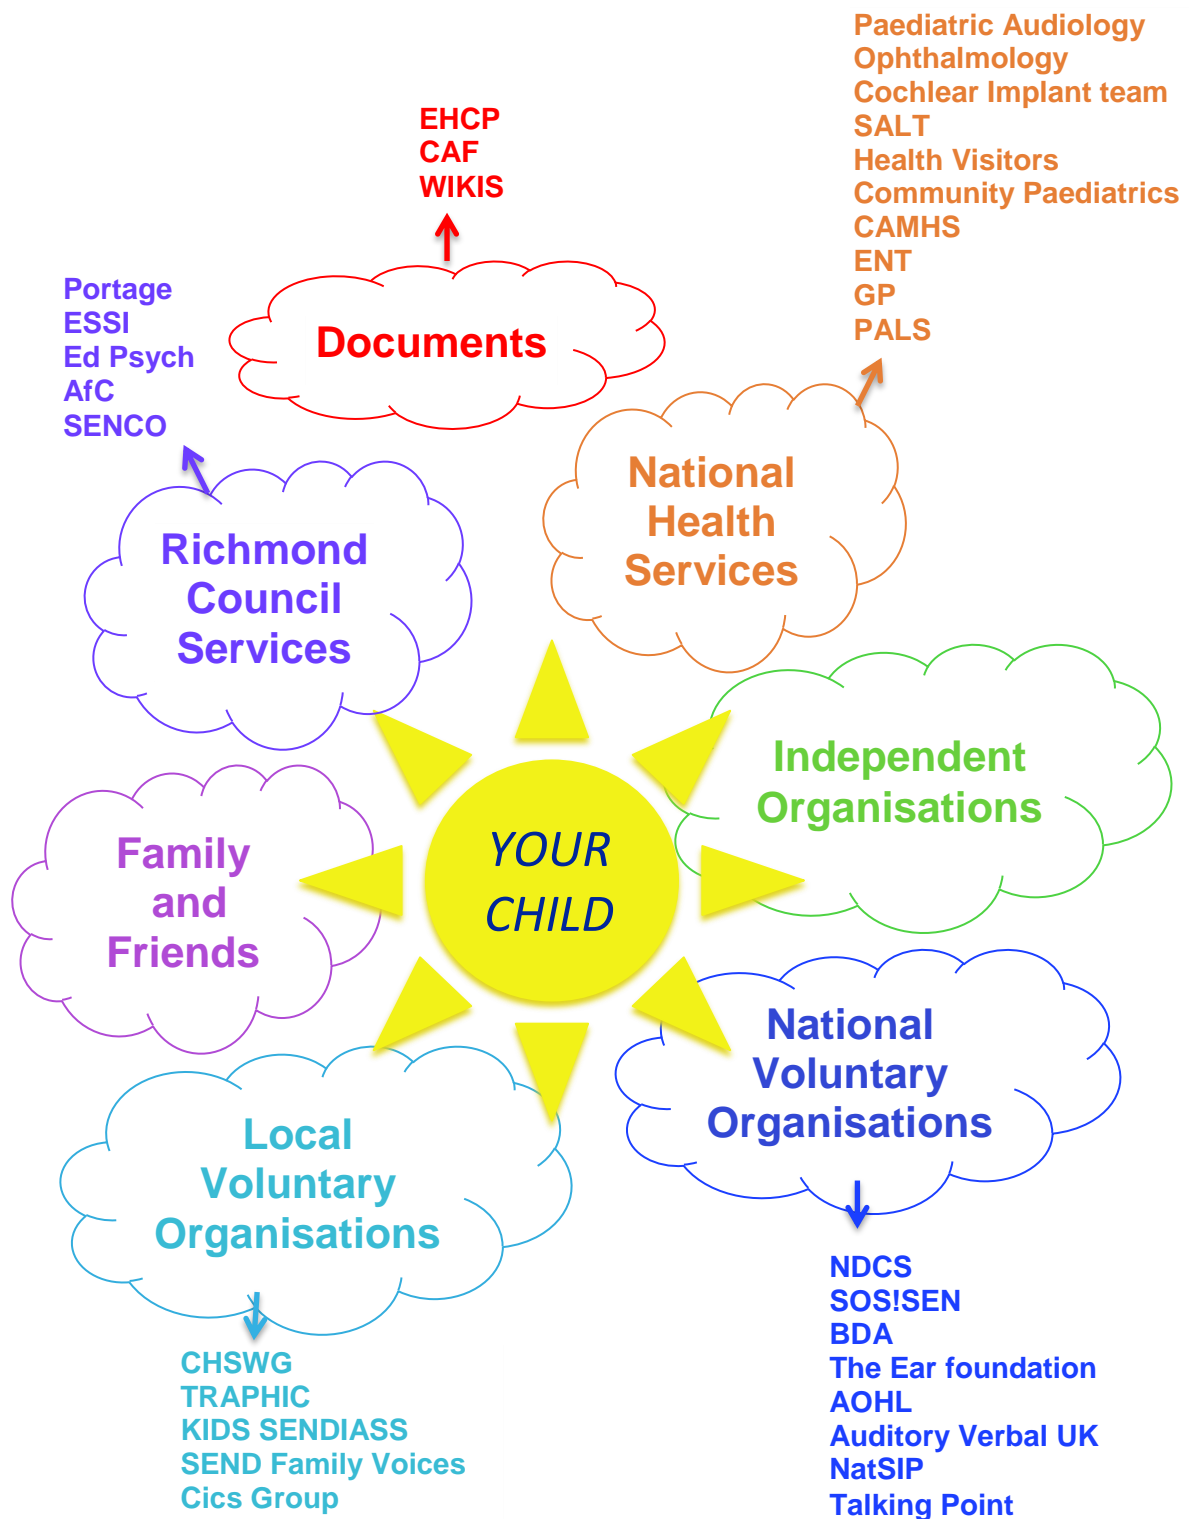 Paediatric Audiology
Ophthalmology
Cochlear Implant team
SALT
Health Visitors
Community Paediatrics
CAMHS
ENT
GP
PALS
EHCP
CAF
WIKIS
Portage
ESSI
Ed Psych
AfC
SENCO
Documents
National
Health
Services
Richmond
Council
Services
Independent
Organisations
Family
and
Friends
YOUR
CHILD
National
Voluntary
Organisations
Local
Voluntary
Organisations
NDCS
SOS!SEN
BDA
The Ear foundation
AOHL
Auditory Verbal UK
NatSIP
Talking Point
CHSWG
TRAPHIC
KIDS SENDIASS
SEND Family Voices
Cics Group